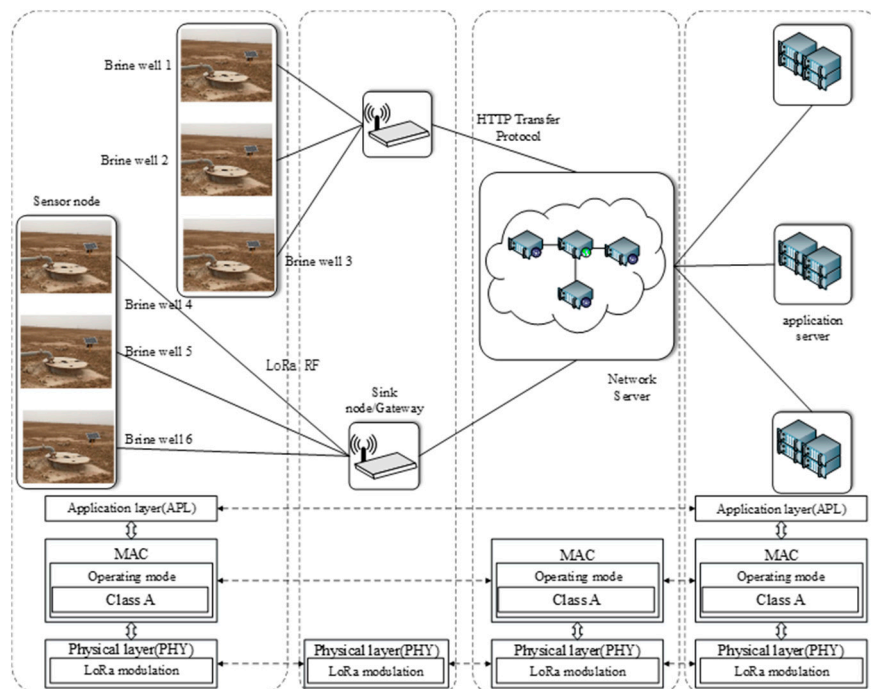 Brine well 1
Brine well 2
Brine well 3
Sensor node
Brine well 4
Brine well 5
Brine well 6
LoRa RF
Sink
node/Gateway
HTTP Transfer
Protocol
Network
Server
application
server
Application layer(APL)
Application layer(APL)
MAC
Operating mode
Class A
MAC
Operating mode
Class A
MAC
Operating mode
Class A
Physical layer(PHY)
LoRa modulation
Physical layer(PHY)
LoRa modulation
Physical layer(PHY)
LoRa modulation
Physical layer(PHY)
LoRa modulation